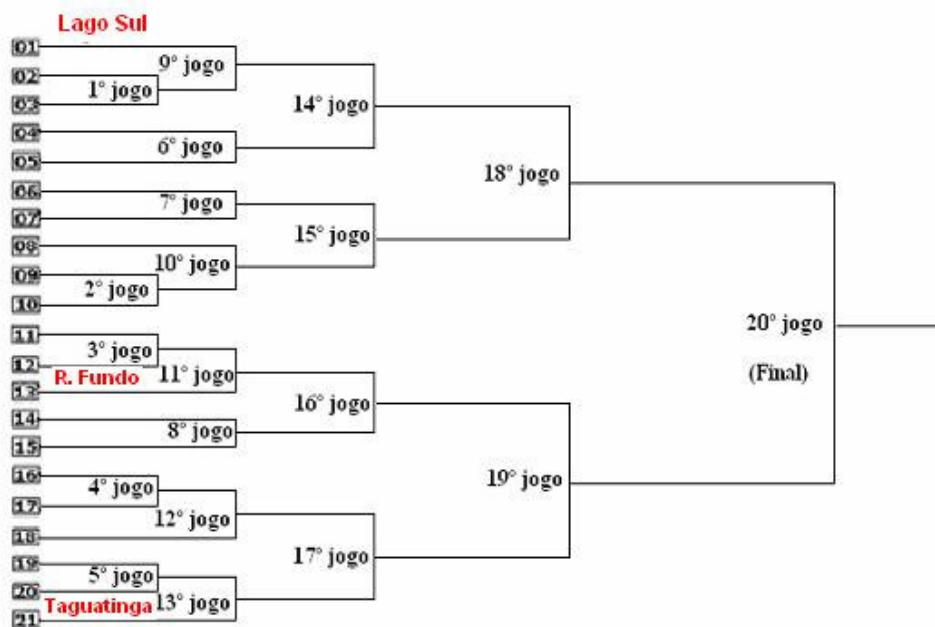 Lago Sul
01
9° jogo
02
1° jogo
03
14° jogo
04
6° jogo
05
18° jogo
06
7° jogo
07
15° jogo
08
10° jogo
09
2° jogo
10
20° jogo
(Final)
11
3° jogo
12
R. Fundo
11° jogo
13
16° jogo
14
8° jogo
15
19° jogo
16
4° jogo
17
12° jogo
18
17° jogo
19
5° jogo
20
Taguatinga
13° jogo
21